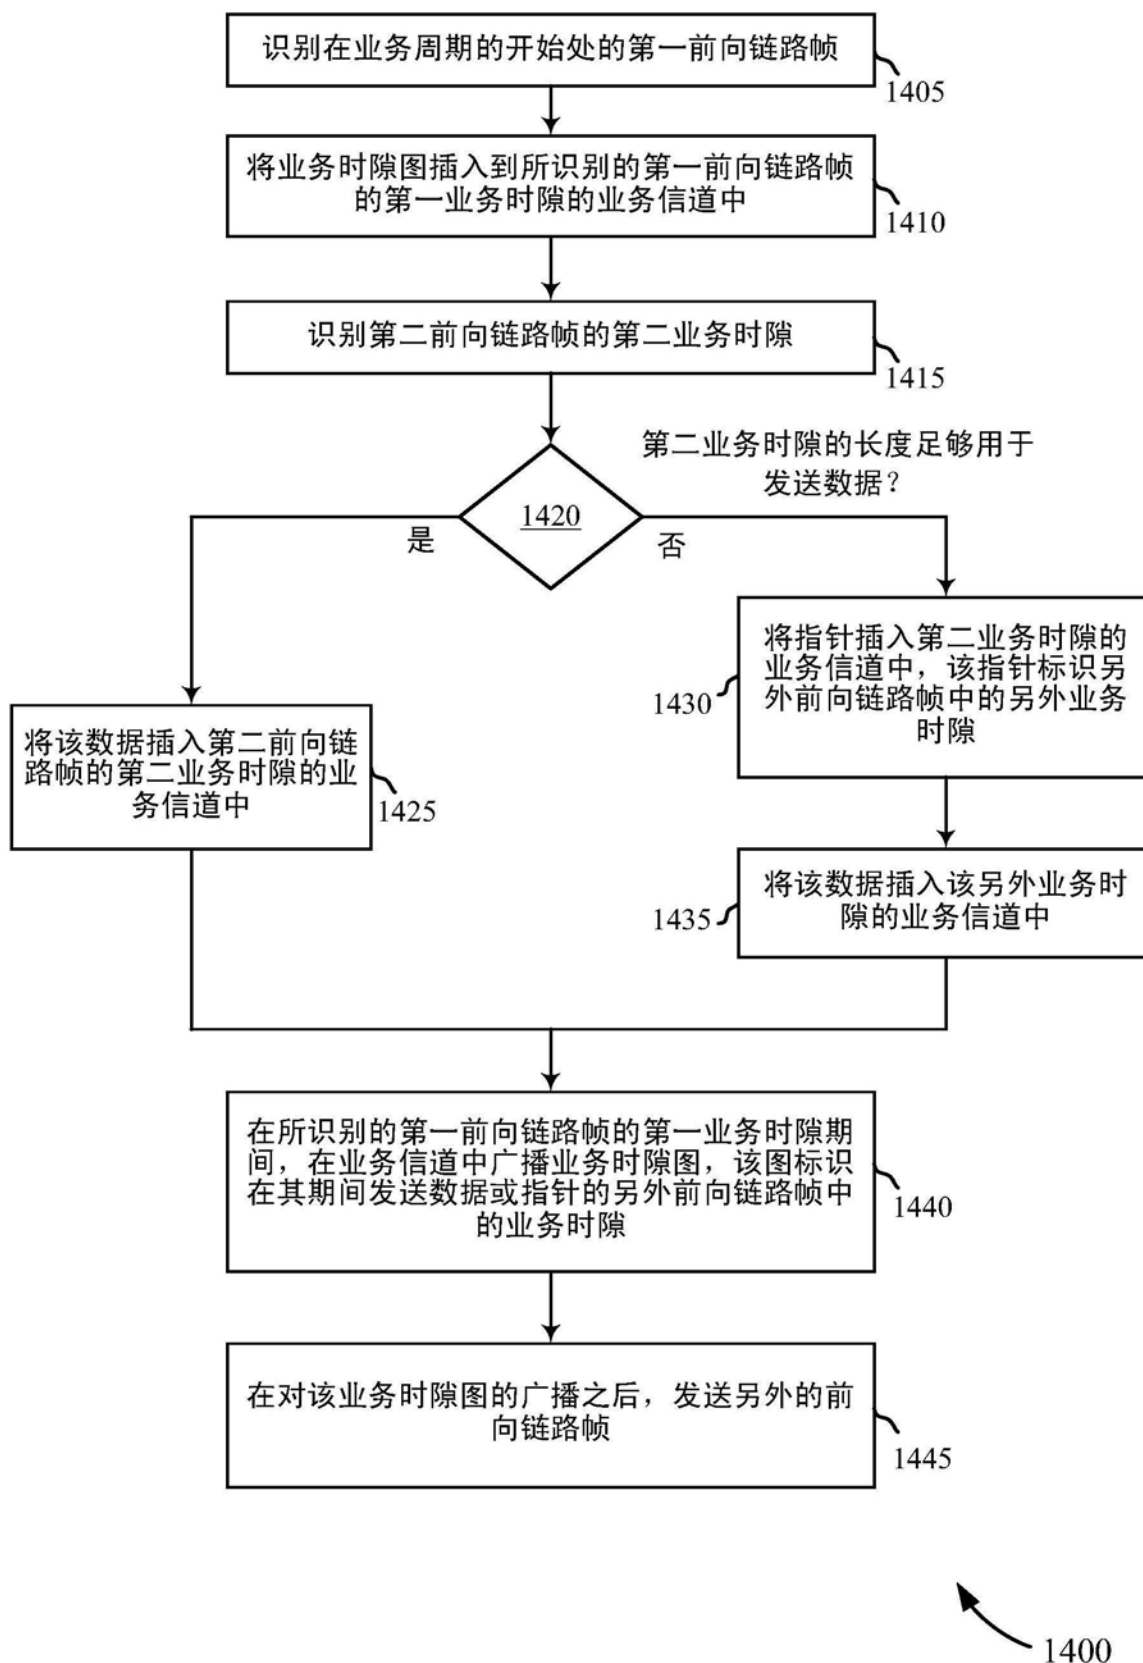 识别在业务周期的开始处的第一前向链路帧
1405
将业务时隙图插入到所识别的第一前向链路帧
的第一业务时隙的业务信道中
1410
识别第二前向链路帧的第二业务时隙
1415
第二业务时隙的长度足够用于
发送数据?
1420
是
否
将指针插入第二业务时隙的
业务信道中，该指针标识另
外前向链路帧中的另外业务
时隙
1430
将该数据插入第二前向链
路帧的第二业务时隙的业
务信道中
1425
将该数据插入该另外业务时
隙的业务信道中
1435
在所识别的第一前向链路帧的第一业务时隙期
间，在业务信道中广播业务时隙图，该图标识
在其期间发送数据或指针的另外前向链路帧中
的业务时隙
1440
在对该业务时隙图的广播之后，发送另外的前
向链路帧
1445
1400